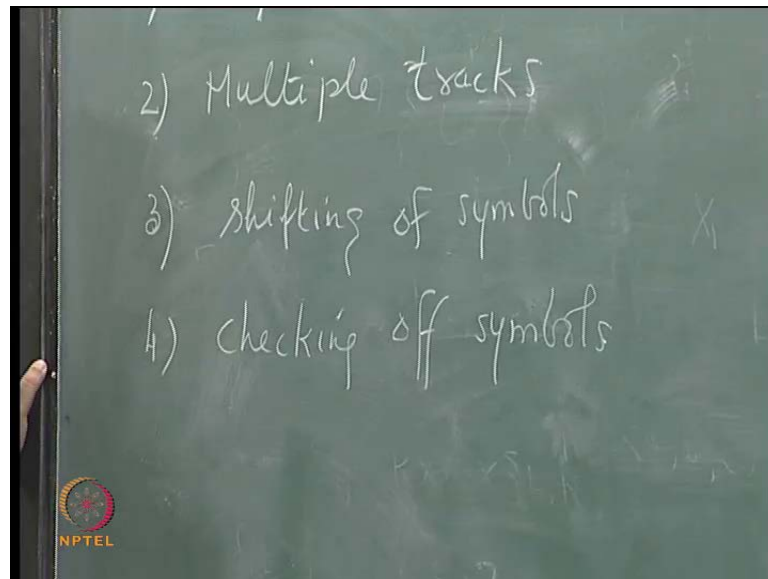 2) Multiple tracks
3) shifting of symbols
4) checking off symbols
NPTEL